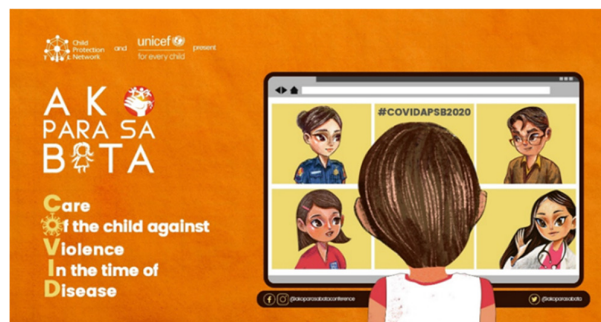 Child
Protection
Network
and
unicef
for every child
present
AKO
PARA SA
BATA
Care
Of the child against
Violence
In the time of
Disease
#COVIDAPSB2020
@akoparasabataconference
@akoparasabata